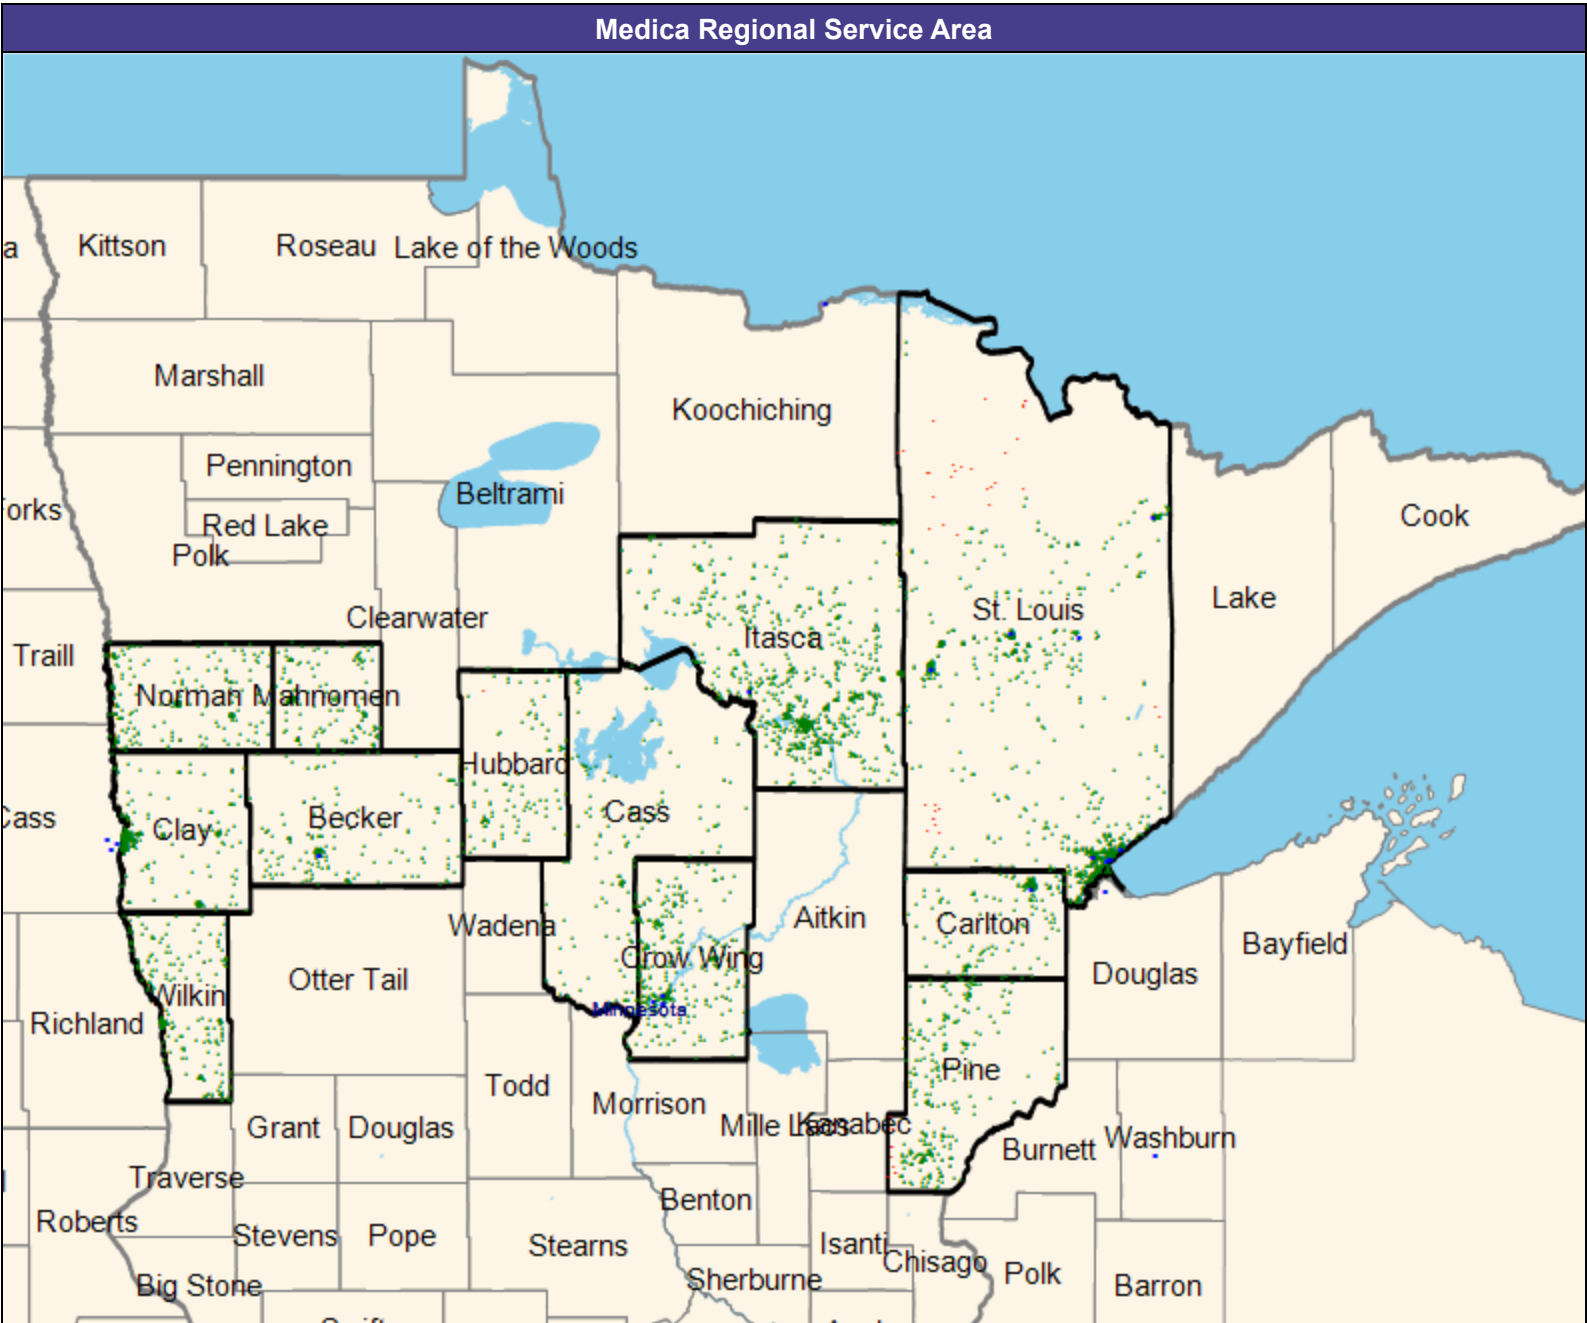 Medica Regional Service Area
a
Kittson
Roseau
Lake of the Woods
Marshall
Koochiching
Pennington
Beltrami
Forks
Red Lake
Cook
Polk
Clearwater
St. Louis
Lake
Itasca
Traill
Norman
Mahnomen
Hubbard
Cass
Becker
Cass
Clay
Aitkin
Carlton
Wadena
Bayfield
Crow Wing
Otter Tail
Douglas
Wilkin
Minnesota
Richland
Pine
Todd
Morrison
Mille Lacs
Kanabec
Grant
Douglas
Burnett
Washburn
Traverse
Benton
Roberts
Stevens
Pope
Stearns
Isanti
Chisago
Polk
Sherburne
Big Stone
Barron